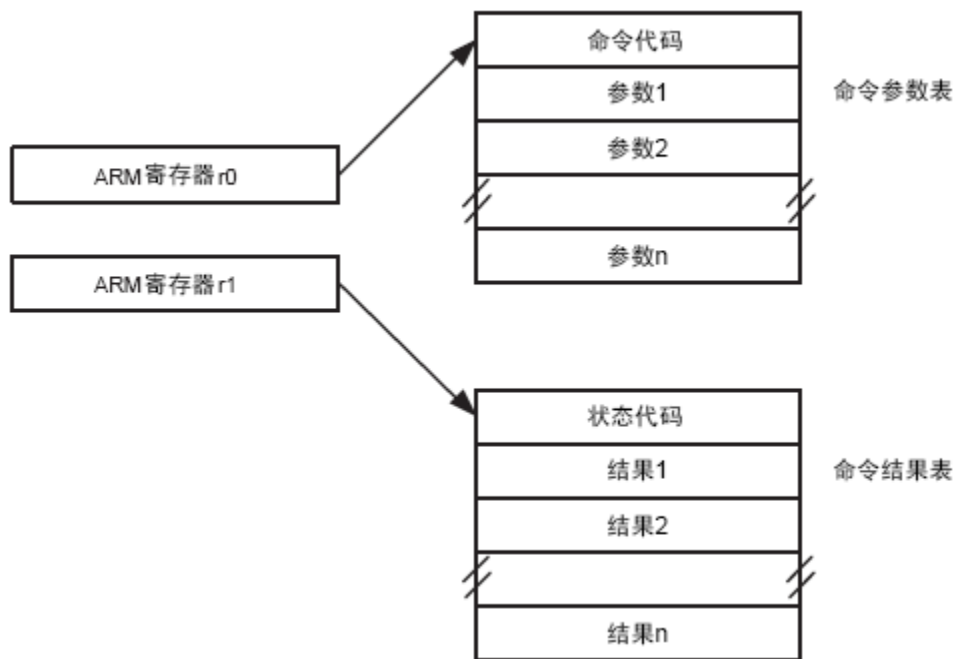 命令代码
参数1
命令参数表
参数2
ARM寄存器r0
参数n
ARM寄存器r1
状态代码
结果1
命令结果表
结果2
结果n